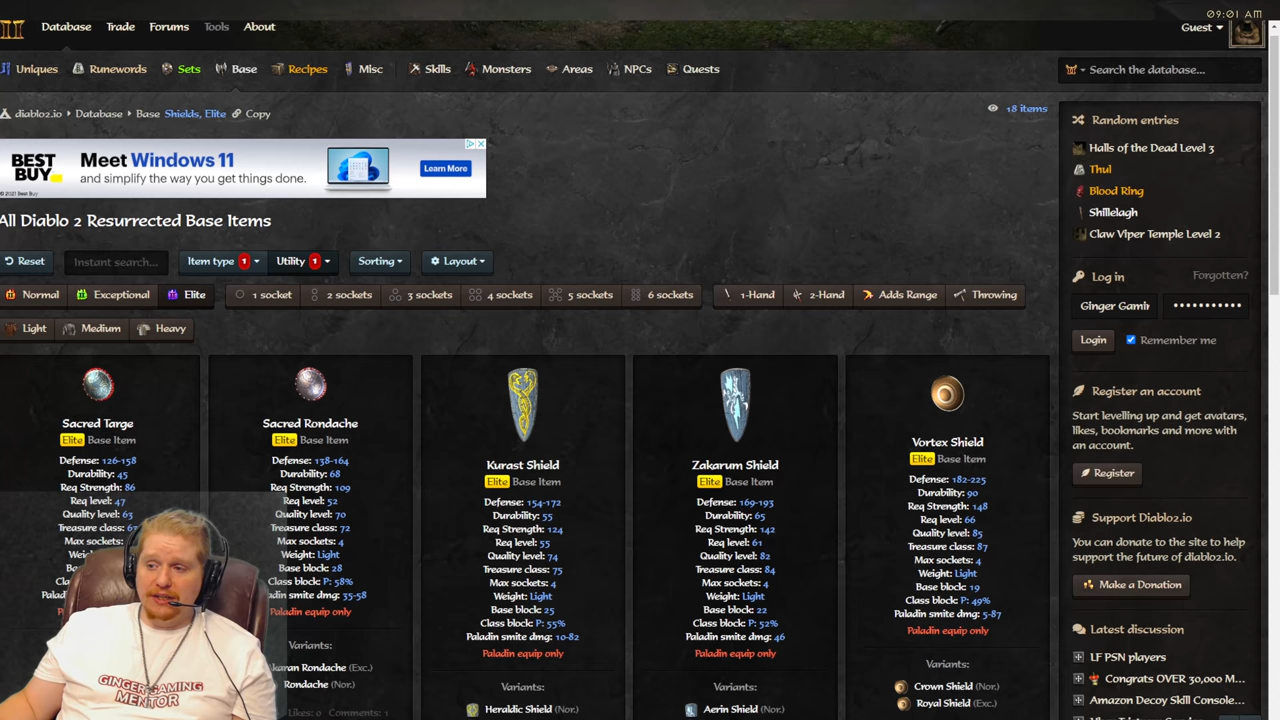 09:01 AM
Database Trade Forums Tools About
Guest
Uniques Runewords Sets Base Recipes Misc Skills Monsters Areas NPCs Quests
Search the database...
diablo2.io Database Base Shields, Elite Copy
18 items
BEST BUY
Meet Windows 11
and simplify the way you get things done.
Learn More
© 2021 Best Buy
All Diablo 2 Resurrected Base Items
Reset Instant search... Item type 1 Utility 1 Sorting Layout
Normal Exceptional Elite 1 socket 2 sockets 3 sockets 4 sockets 5 sockets 6 sockets 1-Hand 2-Hand Adds Range Throwing
Light Medium Heavy
Sacred Targe
Elite Base Item
Defense: 126-158
Durability: 45
Req Strength: 86
Req level: 47
Quality level: 63
Treasure class:
Max sockets:
Sacred Rondache
Elite Base Item
Defense: 138-164
Durability: 68
Req Strength: 109
Req level: 52
Quality level: 70
Treasure class: 72
Max sockets: 4
Weight: Light
Base block: 28
Class block: P: 58%
Paladin smite dmg: 35-58
Paladin equip only
Variants:
Akaran Rondache (Exc.)
Rondache (Nor.)
Likes: 0 Comments: 1
Kurast Shield
Elite Base Item
Defense: 154-172
Durability: 55
Req Strength: 124
Req level: 55
Quality level: 74
Treasure class: 75
Max sockets: 4
Weight: Light
Base block: 25
Class block: P: 55%
Paladin smite dmg: 10-82
Paladin equip only
Variants:
Heraldic Shield (Nor.)
Zakarum Shield
Elite Base Item
Defense: 169-193
Durability: 65
Req Strength: 142
Req level: 61
Quality level: 82
Treasure class: 84
Max sockets: 4
Weight: Light
Base block: 22
Class block: P: 52%
Paladin smite dmg: 46
Paladin equip only
Variants:
Aerin Shield (Nor.)
Vortex Shield
Elite Base Item
Defense: 182-225
Durability: 90
Req Strength: 148
Req level: 66
Quality level: 85
Treasure class: 87
Max sockets: 4
Weight: Light
Base block: 19
Class block: P: 49%
Paladin smite dmg: 5-87
Paladin equip only
Variants:
Crown Shield (Nor.)
Royal Shield (Exc.)
Random entries
Halls of the Dead Level 3
Thul
Blood Ring
Shillelagh
Claw Viper Temple Level 2
Log in Forgotten?
Ginger Gamin
Login Remember me
Register an account
Start levelling up and get avatars,
likes, bookmarks and more with
an account.
Register
Support Diablo2.io
You can donate to the site to help
support the future of diablo2.io.
Make a Donation
Latest discussion
LF PSN players
Congrats OVER 30,000 M...
Amazon Decoy Skill Console...
GINGER GAMING
MENTOR